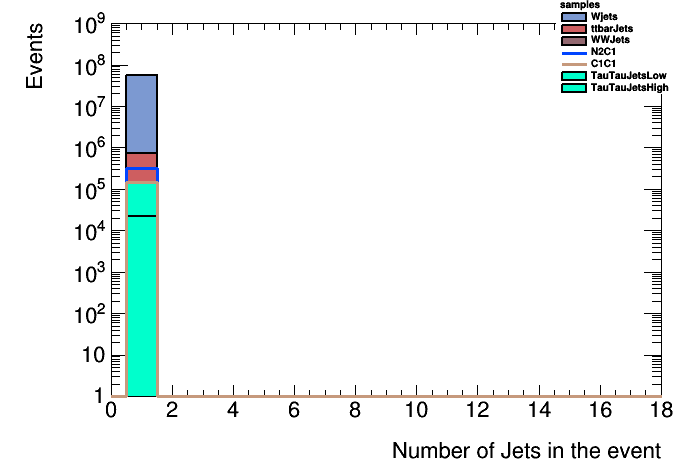 samples
Wjets
ttbarJets
WWJets
N2C1
C1C1
TauTauJetsLow
TauTauJetsHigh
Events
10⁹
10⁸
10⁷
10⁶
10⁵
10⁴
10³
10²
10
1
0 2 4 6 8 10 12 14 16 18
Number of Jets in the event